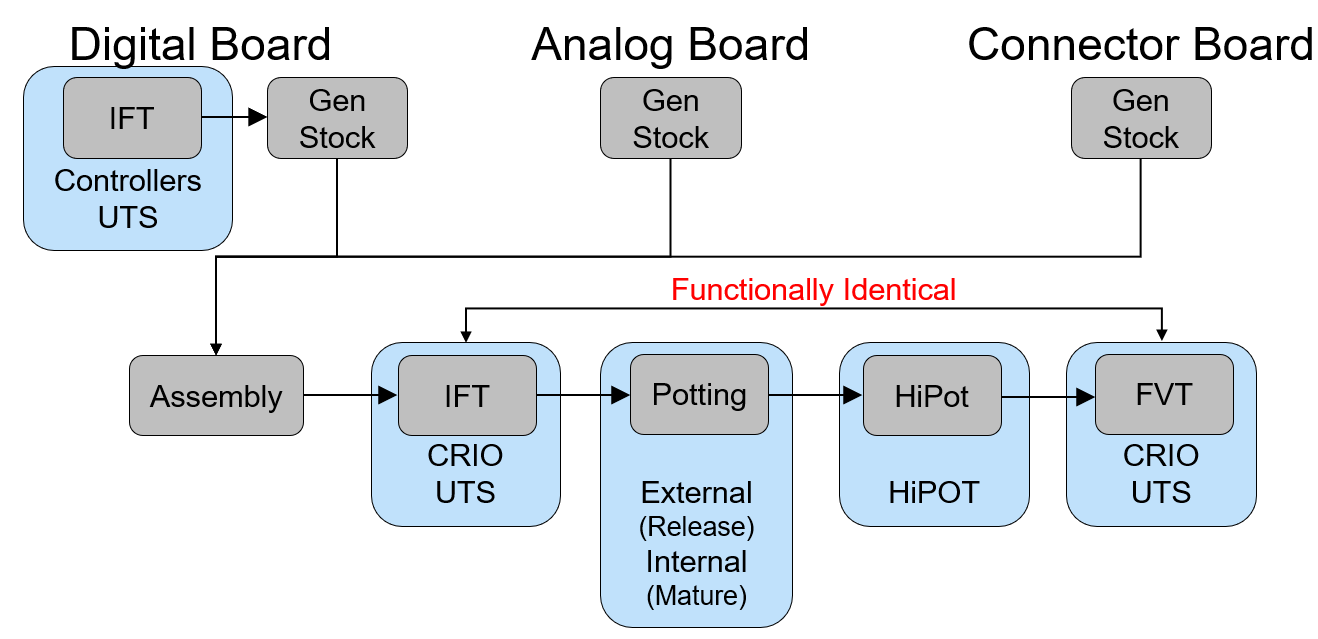 Digital Board
Analog Board
Connector Board
IFT
Controllers
UTS
Gen
Stock
Gen
Stock
Gen
Stock
Functionally Identical
Assembly
IFT
CRIO
UTS
Potting
External
(Release)
Internal
(Mature)
HiPot
HiPOT
FVT
CRIO
UTS